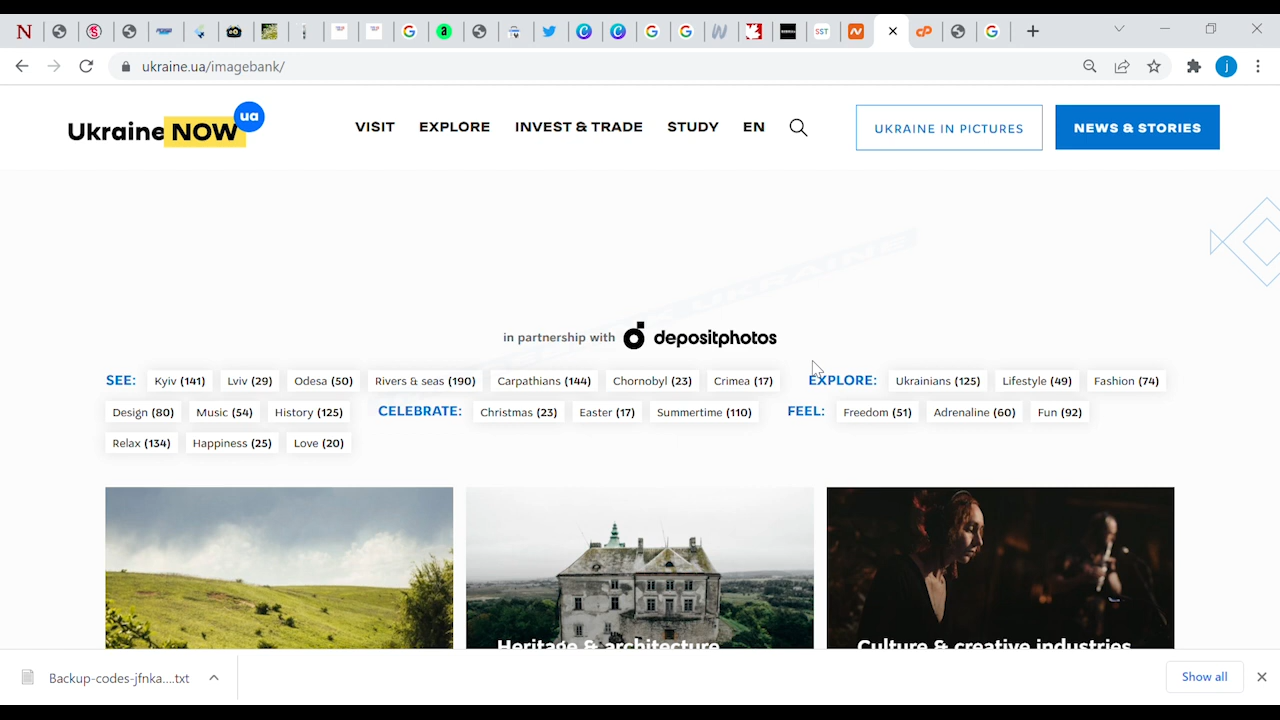 ukraine.ua/imagebank/
j
Ukraine NOW ua
VISIT EXPLORE INVEST & TRADE STUDY EN
UKRAINE IN PICTURES
NEWS & STORIES
in partnership with depositphotos
SEE: Kyiv (141) Lviv (29) Odesa (50) Rivers & seas (190) Carpathians (144) Chornobyl (23) Crimea (17) EXPLORE: Ukrainians (125) Lifestyle (49) Fashion (74)
Design (80) Music (54) History (125) CELEBRATE: Christmas (23) Easter (17) Summertime (110) FEEL: Freedom (51) Adrenaline (60) Fun (92)
Relax (134) Happiness (25) Love (20)
Heritage & architecture
Culture & creative industries
Backup-codes-jfnka....txt
Show all